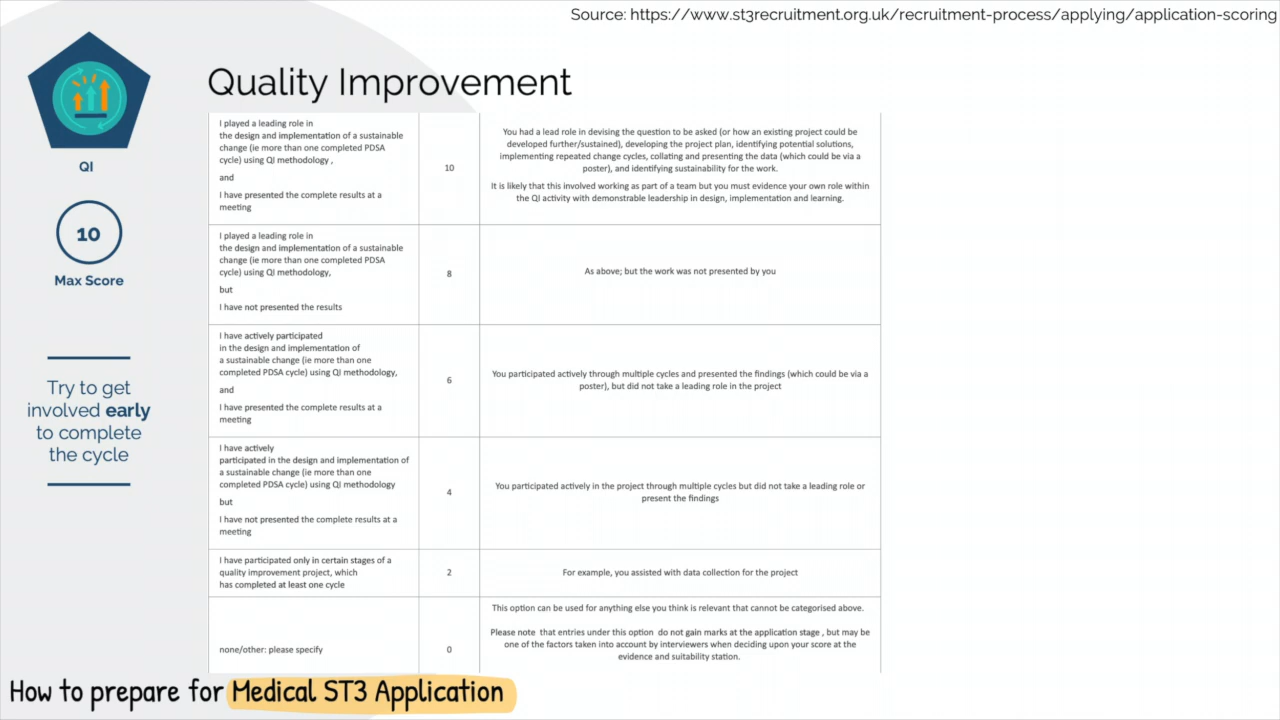 Source: https://www.st3recruitment.org.uk/recruitment-process/applying/application-scoring
QI
10
Max Score
Try to get
involved early
to complete
the cycle
Quality Improvement
I played a leading role in
the design and implementation of a sustainable
change (ie more than one completed PDSA
cycle) using QI methodology ,
and
I have presented the complete results at a
meeting
10
You had a lead role in devising the question to be asked (or how an existing project could be
developed further/sustained), developing the project plan, identifying potential solutions,
implementing repeated change cycles, collating and presenting the data (which could be via a
poster), and identifying sustainability for the work.
It is likely that this involved working as part of a team but you must evidence your own role within
the QI activity with demonstrable leadership in design, implementation and learning.
I played a leading role in
the design and implementation of a sustainable
change (ie more than one completed PDSA
cycle) using QI methodology,
but
I have not presented the results
8
As above; but the work was not presented by you
I have actively participated
in the design and implementation of
a sustainable change (ie more than one
completed PDSA cycle) using QI methodology,
and
I have presented the complete results at a
meeting
6
You participated actively through multiple cycles and presented the findings (which could be via a
poster), but did not take a leading role in the project
I have actively
participated in the design and implementation of
a sustainable change (ie more than one
completed PDSA cycle) using QI methodology
but
I have not presented the complete results at a
meeting
4
You participated actively in the project through multiple cycles but did not take a leading role or
present the findings
I have participated only in certain stages of a
quality improvement project, which
has completed at least one cycle
2
For example, you assisted with data collection for the project
none/other: please specify
0
This option can be used for anything else you think is relevant that cannot be categorised above.
Please note that entries under this option do not gain marks at the application stage , but may be
one of the factors taken into account by interviewers when deciding upon your score at the
evidence and suitability station.
How to prepare for Medical ST3 Application